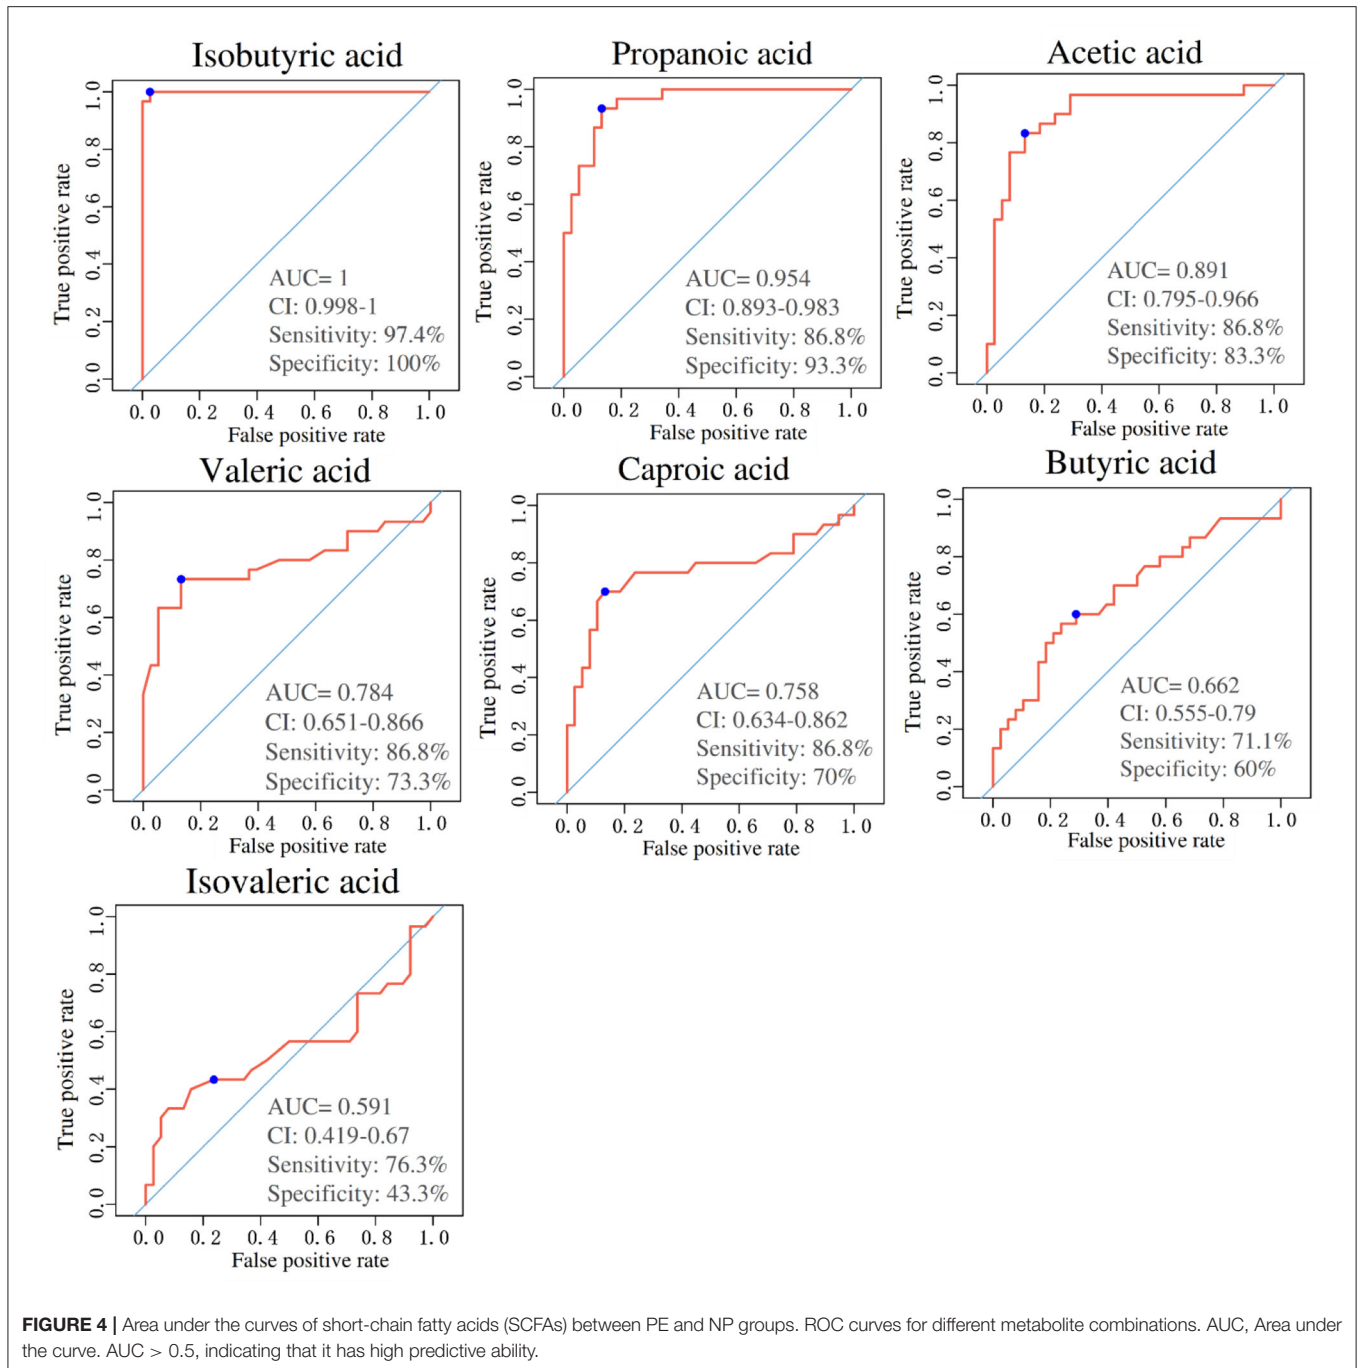 Isobutyric acid
True positive rate
0.0 0.2 0.4 0.6 0.8 1.0
AUC= 1
CI: 0.998-1
Sensitivity: 97.4%
Specificity: 100%
0.0 0.2 0.4 0.6 0.8 1.0
False positive rate
Propanoic acid
True positive rate
0.0 0.2 0.4 0.6 0.8 1.0
AUC= 0.954
CI: 0.893-0.983
Sensitivity: 86.8%
Specificity: 93.3%
0.0 0.2 0.4 0.6 0.8 1.0
False positive rate
Acetic acid
True positive rate
0.0 0.2 0.4 0.6 0.8 1.0
AUC= 0.891
CI: 0.795-0.966
Sensitivity: 86.8%
Specificity: 83.3%
0.0 0.2 0.4 0.6 0.8 1.0
False positive rate
Valeric acid
True positive rate
0.0 0.2 0.4 0.6 0.8 1.0
AUC= 0.784
CI: 0.651-0.866
Sensitivity: 86.8%
Specificity: 73.3%
0.0 0.2 0.4 0.6 0.8 1.0
False positive rate
Caproic acid
True positive rate
0.0 0.2 0.4 0.6 0.8 1.0
AUC= 0.758
CI: 0.634-0.862
Sensitivity: 86.8%
Specificity: 70%
0.0 0.2 0.4 0.6 0.8 1.0
False positive rate
Butyric acid
True positive rate
0.0 0.2 0.4 0.6 0.8 1.0
AUC= 0.662
CI: 0.555-0.79
Sensitivity: 71.1%
Specificity: 60%
0.0 0.2 0.4 0.6 0.8 1.0
False positive rate
Isovaleric acid
True positive rate
0.0 0.2 0.4 0.6 0.8 1.0
AUC= 0.591
CI: 0.419-0.67
Sensitivity: 76.3%
Specificity: 43.3%
0.0 0.2 0.4 0.6 0.8 1.0
False positive rate
FIGURE 4 | Area under the curves of short-chain fatty acids (SCFAs) between PE and NP groups. ROC curves for different metabolite combinations. AUC, Area under
the curve. AUC > 0.5, indicating that it has high predictive ability.